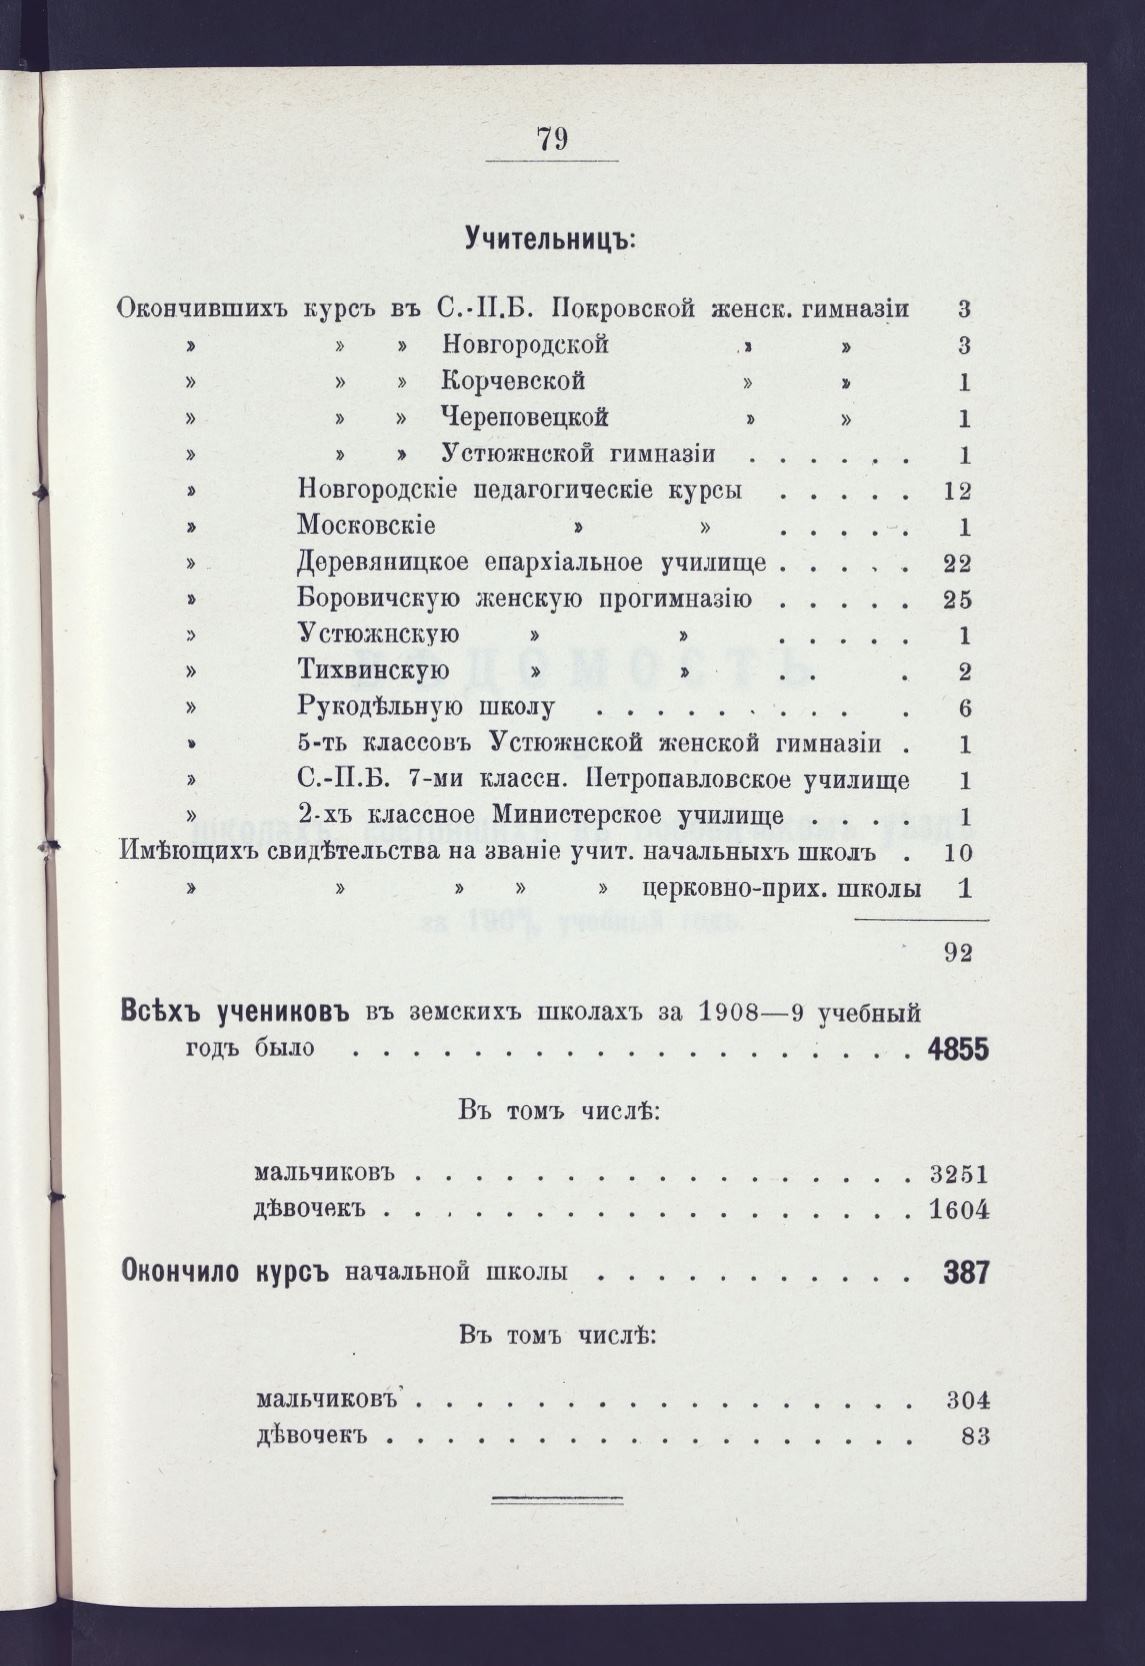 79
Учительницъ:
Окончившихъ курсъ въ С.-П.Б. Покровской женск. гимназіи 3
» » » Новгородской » » 3
» » » Корчевской » » 1
» » » Череповецкой » » 1
» » » Устюжнской гимназіи . . . . . . 1
» Новгородскіе педагогическіе курсы . . . . . 12
» Московскіе » » . . . . . 1
» Деревяницкое епархіальное училище . . . . . 22
» Боровичскую женскую прогимназію . . . . . 25
» Устюжнскую » » . . . . . 1
» Тихвинскую » » . . . 2
» Рукодѣльную школу . . . . . . . . . . 6
» 5-ть классовъ Устюжнской женской гимназіи . 1
» С.-П.Б. 7-ми классн. Петропавловское училище 1
» 2-хъ классное Министерское училище . . . 1
Имѣющихъ свидѣтельства на званіе учит. начальныхъ школъ . 10
» » » » » церковно-прих. школы 1
92
Всѣхъ учениковъ въ земскихъ школахъ за 1908—9 учебный
годъ было . . . . . . . . . . . . . . . . . . . 4855
Въ томъ числѣ:
мальчиковъ . . . . . . . . . . . . . . . . . 3251
дѣвочекъ . . . . . . . . . . . . . . . . . . 1604
Окончило курсъ начальной школы . . . . . . . . . . . 387
Въ томъ числѣ:
мальчиковъ . . . . . . . . . . . . . . . . . 304
дѣвочекъ . . . . . . . . . . . . . . . . . . 83